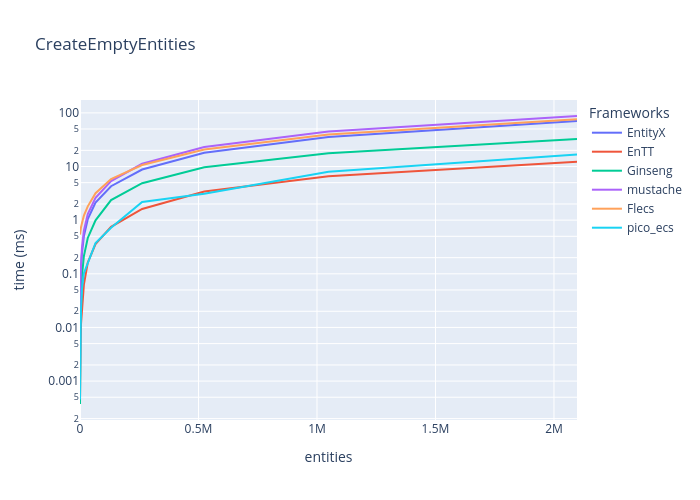 CreateEmptyEntities
Frameworks
EntityX
EnTT
Ginseng
mustache
Flecs
pico_ecs
time (ms)
100
5
2
10
5
2
1
5
2
0.1
5
2
0.01
5
2
0.001
5
2
0 0.5M 1M 1.5M 2M
entities